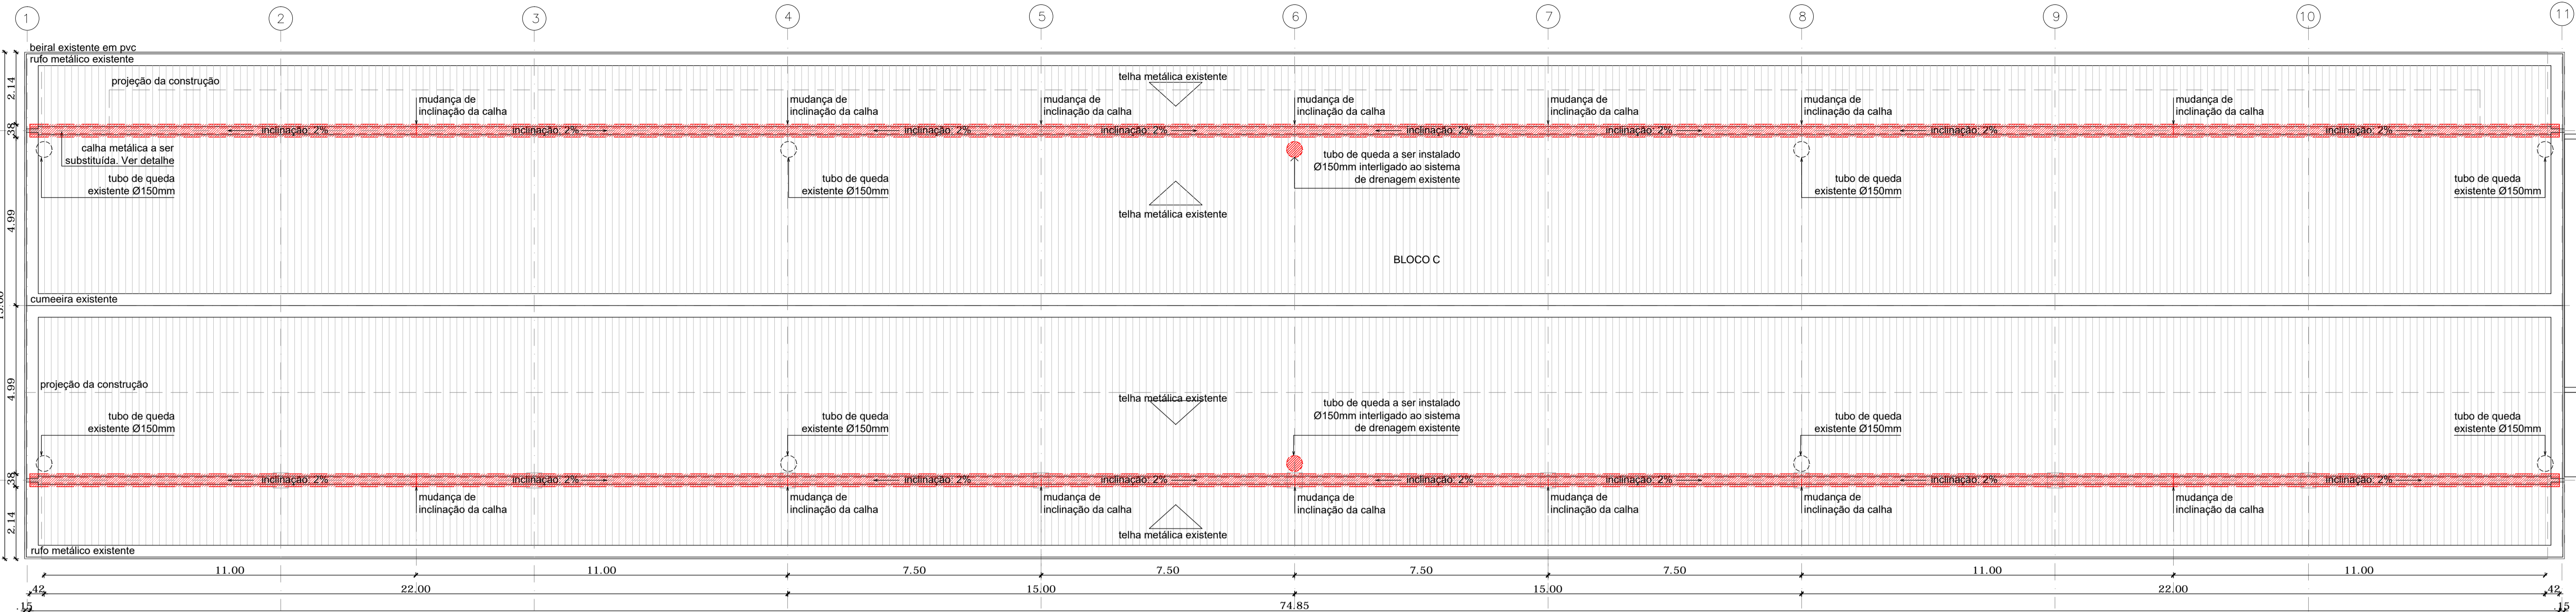 1 2 3 4 5 6 7 8 9 10 11
beiral existente em pvc
rufo metálico existente
projeção da construção
telha metálica existente
mudança de
inclinação da calha
mudança de
inclinação da calha
mudança de
inclinação da calha
mudança de
inclinação da calha
mudança de
inclinação da calha
mudança de
inclinação da calha
mudança de
inclinação da calha
2.14
.38
inclinação: 2%
inclinação: 2%
inclinação: 2%
inclinação: 2%
inclinação: 2%
inclinação: 2%
inclinação: 2%
inclinação: 2%
calha metálica a ser
substituída. Ver detalhe
tubo de queda
existente Ø150mm
tubo de queda
existente Ø150mm
tubo de queda a ser instalado
Ø150mm interligado ao sistema
de drenagem existente
tubo de queda
existente Ø150mm
tubo de queda
existente Ø150mm
telha metálica existente
4.99
BLOCO C
cumeeira existente
4.99
projeção da construção
telha metálica existente
tubo de queda
existente Ø150mm
tubo de queda
existente Ø150mm
tubo de queda a ser instalado
Ø150mm interligado ao sistema
de drenagem existente
tubo de queda
existente Ø150mm
tubo de queda
existente Ø150mm
.38
inclinação: 2%
inclinação: 2%
inclinação: 2%
inclinação: 2%
inclinação: 2%
inclinação: 2%
inclinação: 2%
inclinação: 2%
mudança de
inclinação da calha
mudança de
inclinação da calha
mudança de
inclinação da calha
mudança de
inclinação da calha
mudança de
inclinação da calha
mudança de
inclinação da calha
mudança de
inclinação da calha
2.14
telha metálica existente
rufo metálico existente
11.00 11.00 7.50 7.50 7.50 7.50 11.00 11.00
.42 22.00 15.00 15.00 22.00 .42
.15 74.85 .15